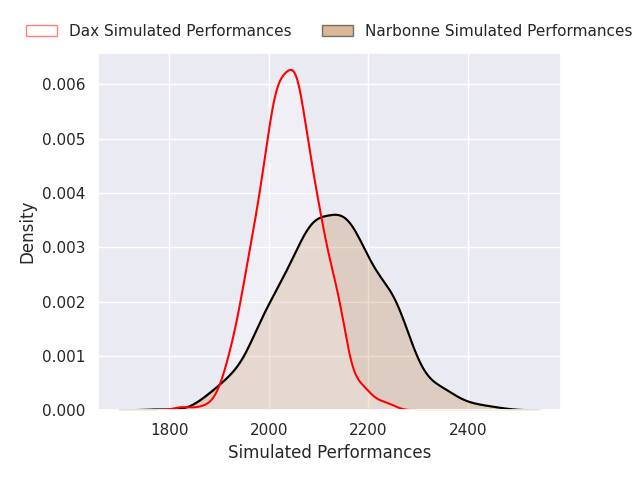 Dax Simulated Performances
Narbonne Simulated Performances
0.006
0.005
0.004
0.003
0.002
0.001
0.000
Density
1800
2000
2200
2400
Simulated Performances